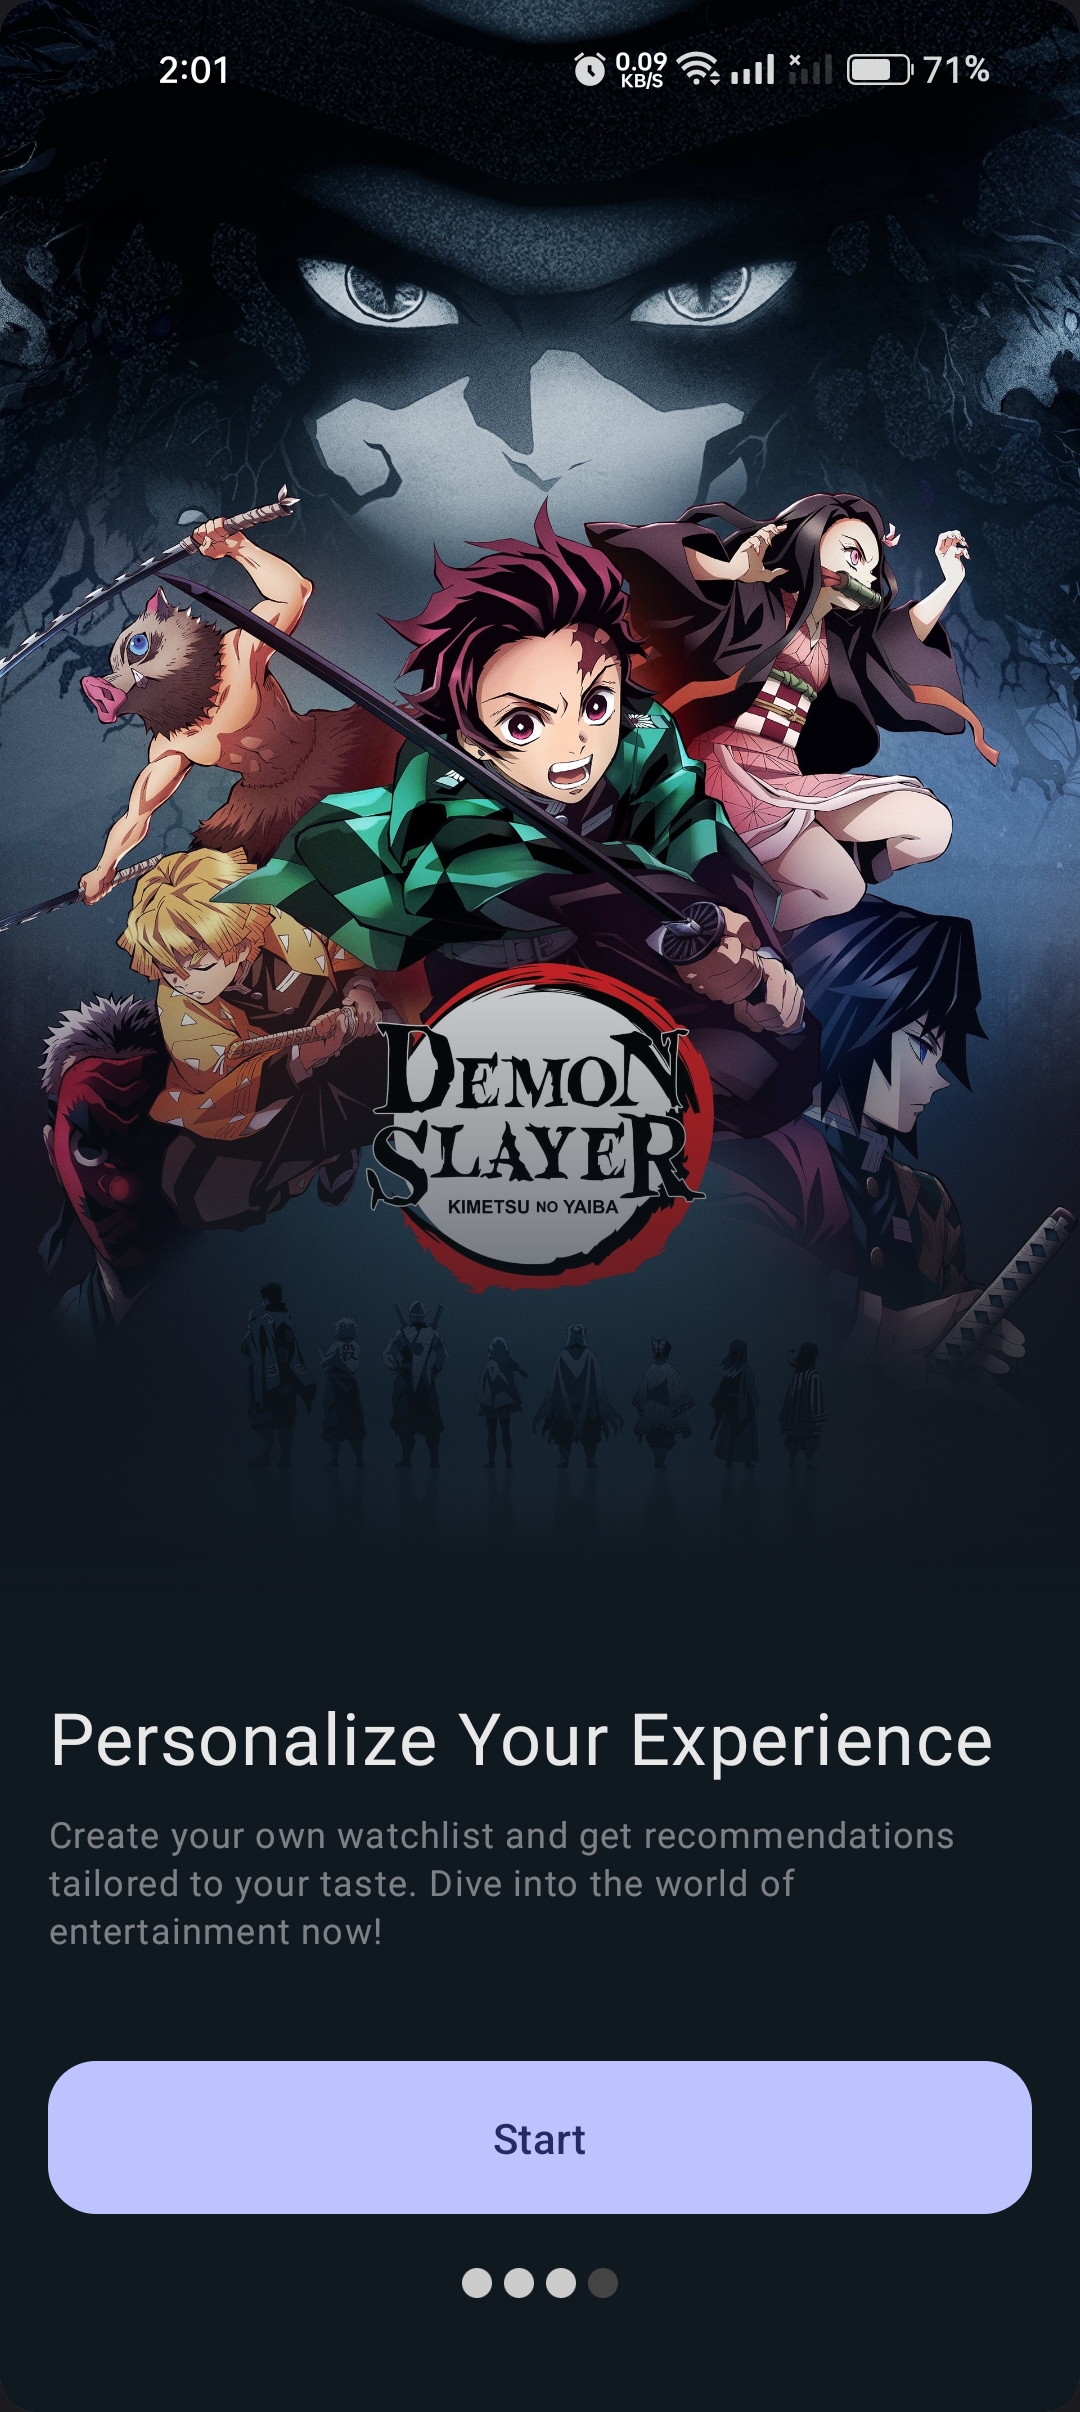 2:01
0.09
KB/S
71%
DEMON
SLAYER
KIMETSU NO YAIBA
Personalize Your Experience
Create your own watchlist and get recommendations
tailored to your taste. Dive into the world of
entertainment now!
Start